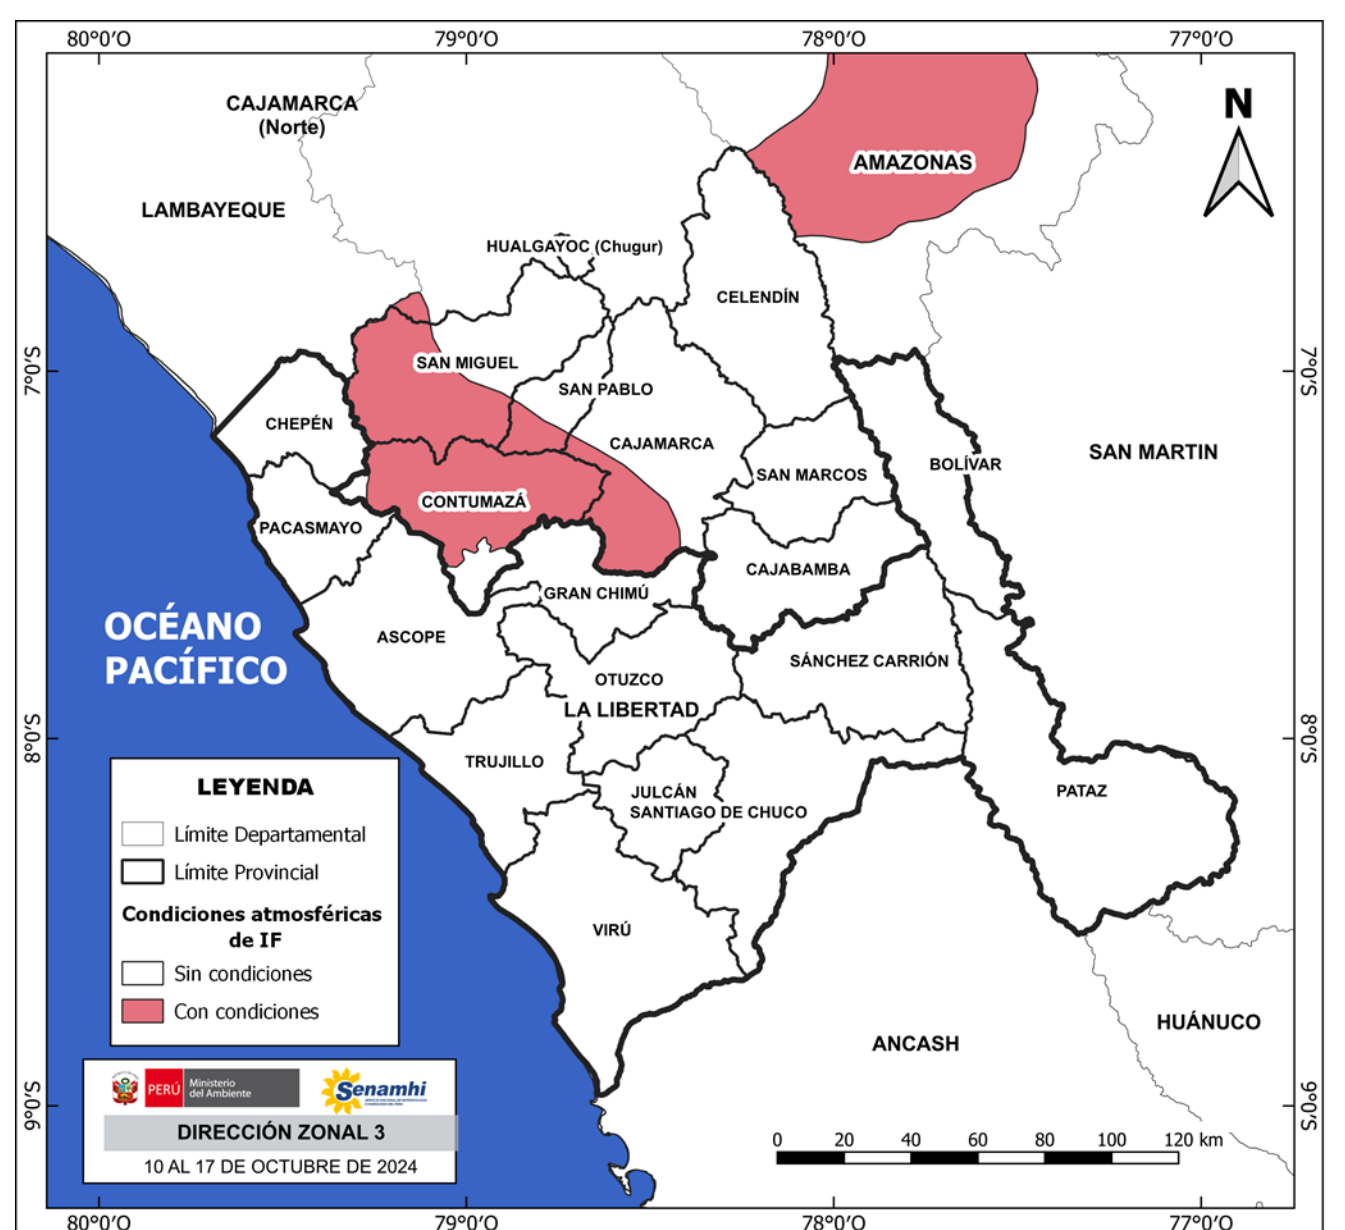 80°0'O 79°0'O 78°0'O 77°0'O
N
CAJAMARCA
(Norte)
AMAZONAS
LAMBAYEQUE
HUALGAYOC (Chugur)
CELENDÍN
7°0'S
7°0'S
SAN MIGUEL
SAN PABLO
CHEPÉN
CAJAMARCA
SAN MARTIN
BOLÍVAR
SAN MARCOS
CONTUMAZÁ
PACASMAYO
CAJABAMBA
GRAN CHIMÚ
OCÉANO
PACÍFICO
ASCOPE
SÁNCHEZ CARRIÓN
OTUZCO
LA LIBERTAD
8°0'S
8°0'S
TRUJILLO
JULCÁN
PATAZ
SANTIAGO DE CHUCO
VIRÚ
HUÁNUCO
ANCASH
LEYENDA
Límite Departamental
Límite Provincial
Condiciones atmosféricas
de IF
Sin condiciones
Con condiciones
PERÚ
Ministerio
del Ambiente
Senamhi
DIRECCIÓN ZONAL 3
10 AL 17 DE OCTUBRE DE 2024
9°0'S
9°0'S
0 20 40 60 80 100 120 km
80°0'O 79°0'O 78°0'O 77°0'O